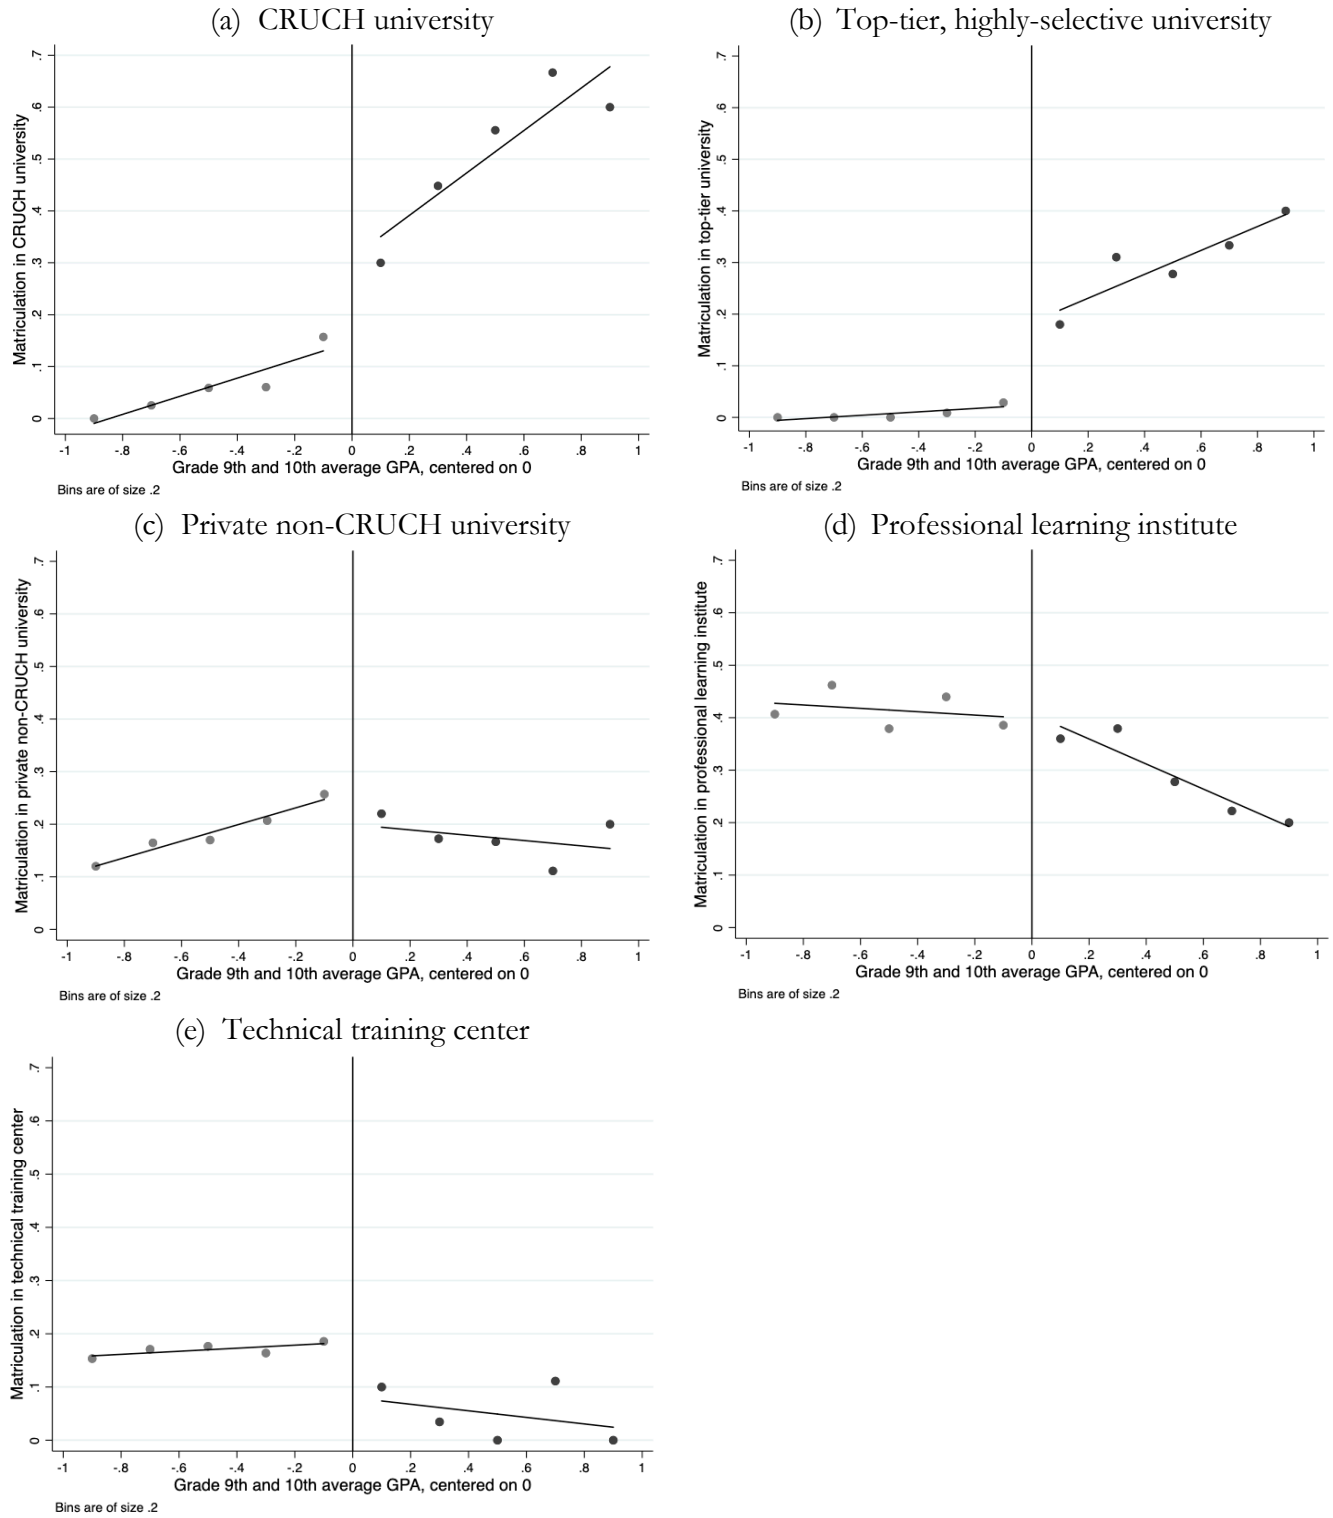 (a) CRUCH university
Matriculation in CRUCH university
.7
.6
.5
.4
.3
.2
.1
0
-1 -.8 -.6 -.4 -.2 0 .2 .4 .6 .8 1
Grade 9th and 10th average GPA, centered on 0
Bins are of size .2
(b) Top-tier, highly-selective university
Matriculation in top-tier university
.7
.6
.5
.4
.3
.2
.1
0
-1 -.8 -.6 -.4 -.2 0 .2 .4 .6 .8 1
Grade 9th and 10th average GPA, centered on 0
Bins are of size .2
(c) Private non-CRUCH university
Matriculation in private non-CRUCH university
.7
.6
.5
.4
.3
.2
.1
0
-1 -.8 -.6 -.4 -.2 0 .2 .4 .6 .8 1
Grade 9th and 10th average GPA, centered on 0
Bins are of size .2
(d) Professional learning institute
Matriculation in professional learning institute
.7
.6
.5
.4
.3
.2
.1
0
-1 -.8 -.6 -.4 -.2 0 .2 .4 .6 .8 1
Grade 9th and 10th average GPA, centered on 0
Bins are of size .2
(e) Technical training center
Matriculation in technical training center
.7
.6
.5
.4
.3
.2
.1
0
-1 -.8 -.6 -.4 -.2 0 .2 .4 .6 .8 1
Grade 9th and 10th average GPA, centered on 0
Bins are of size .2